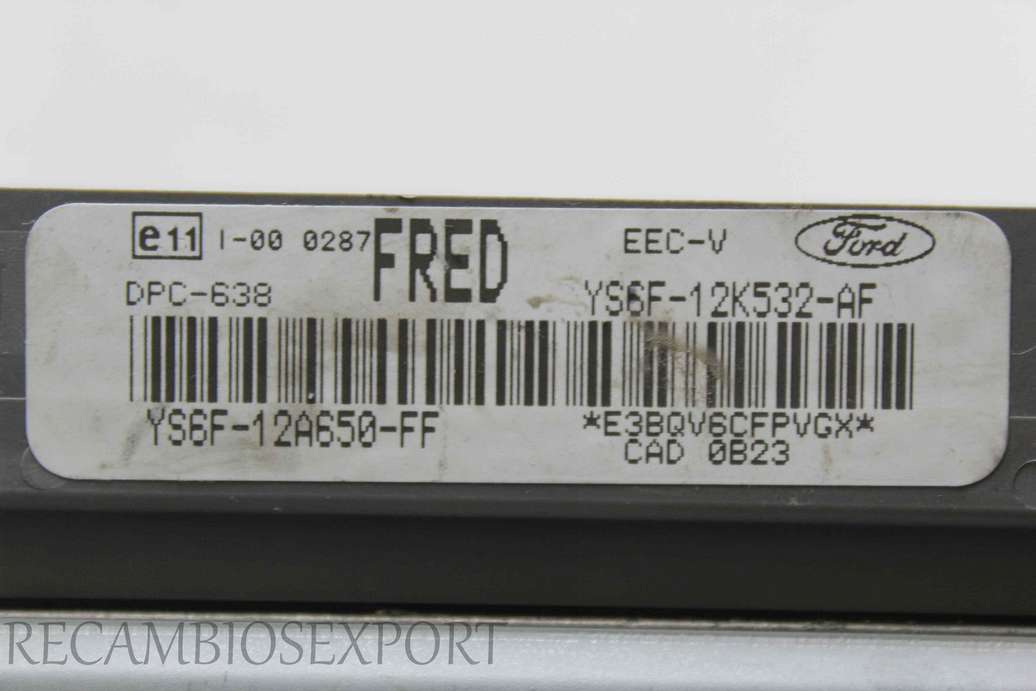 e11 I-00 0287 FRED EEC-V Ford
DPC-638 YS6F-12K532-AF
YS6F-12A650-FF *E3BQV6CFPVGX*
CAD 0B23
RECAMBIOSEXPORT